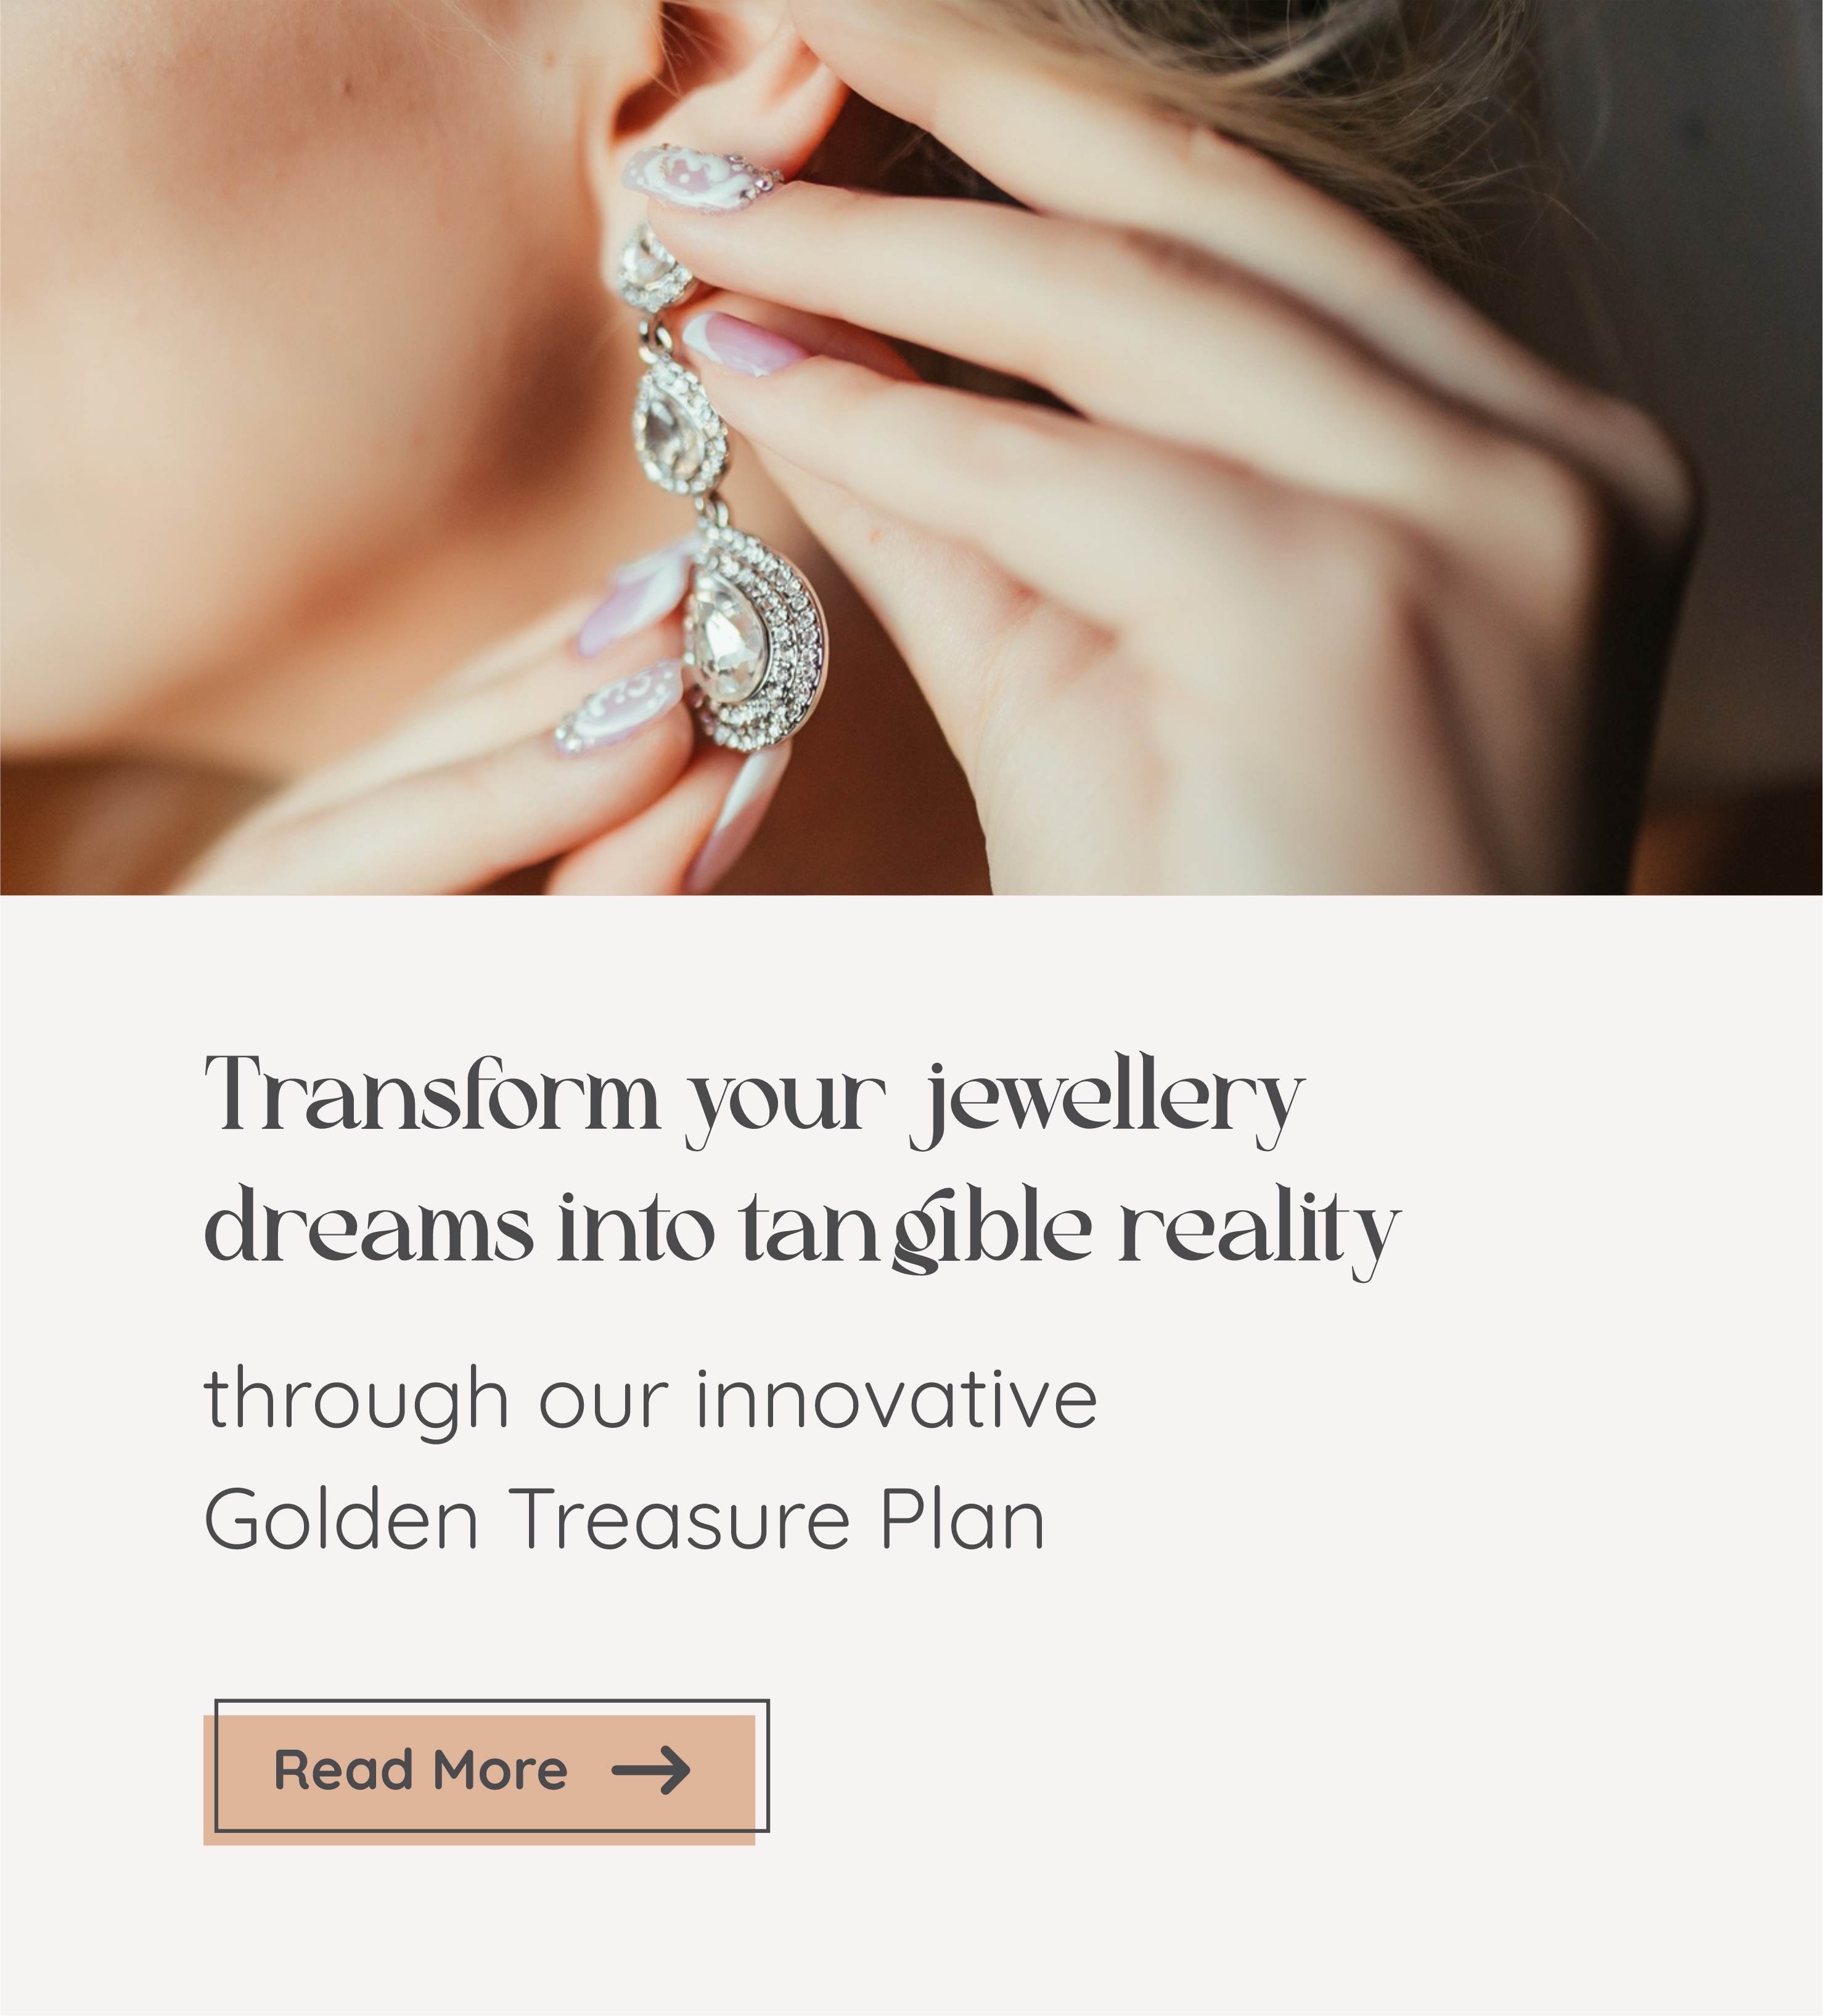 Transform your jewellery
dreams into tangible reality
through our innovative
Golden Treasure Plan
Read More →